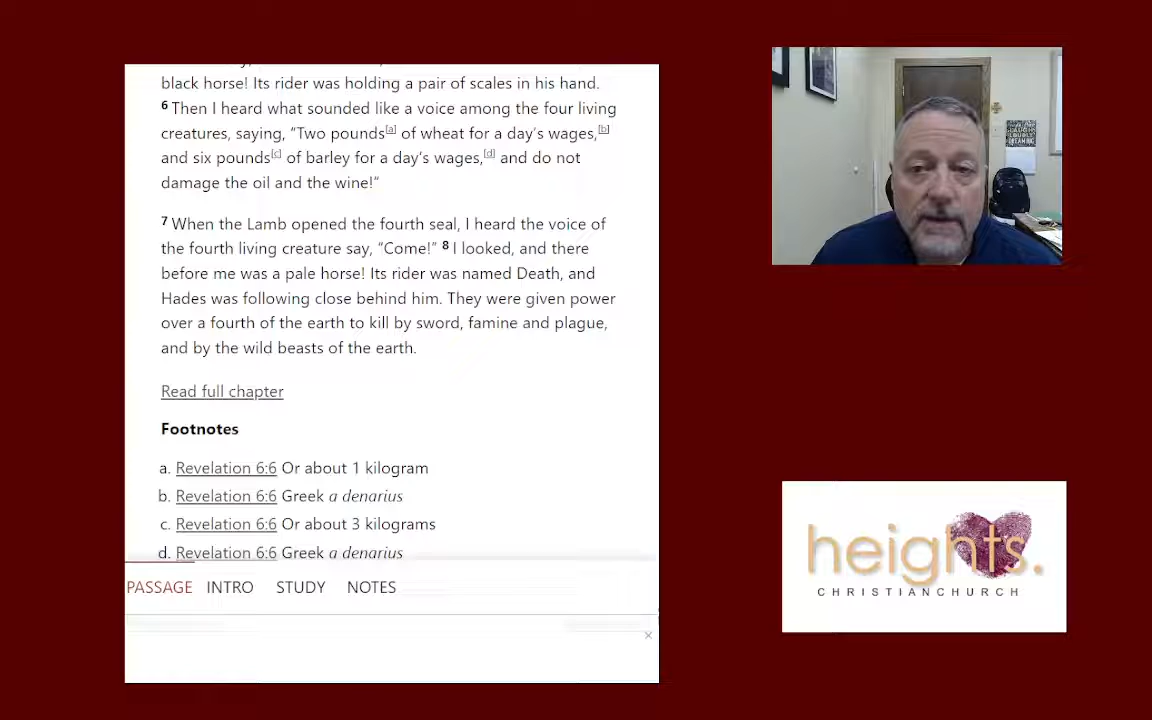 black horse! Its rider was holding a pair of scales in his hand.
6 Then I heard what sounded like a voice among the four living
creatures, saying, “Two pounds[a] of wheat for a day’s wages,[b]
and six pounds[c] of barley for a day’s wages,[d] and do not
damage the oil and the wine!”
7 When the Lamb opened the fourth seal, I heard the voice of
the fourth living creature say, “Come!” 8 I looked, and there
before me was a pale horse! Its rider was named Death, and
Hades was following close behind him. They were given power
over a fourth of the earth to kill by sword, famine and plague,
and by the wild beasts of the earth.
Read full chapter
Footnotes
a. Revelation 6:6 Or about 1 kilogram
b. Revelation 6:6 Greek a denarius
c. Revelation 6:6 Or about 3 kilograms
d. Revelation 6:6 Greek a denarius
PASSAGE INTRO STUDY NOTES
heights.
CHRISTIANCHURCH